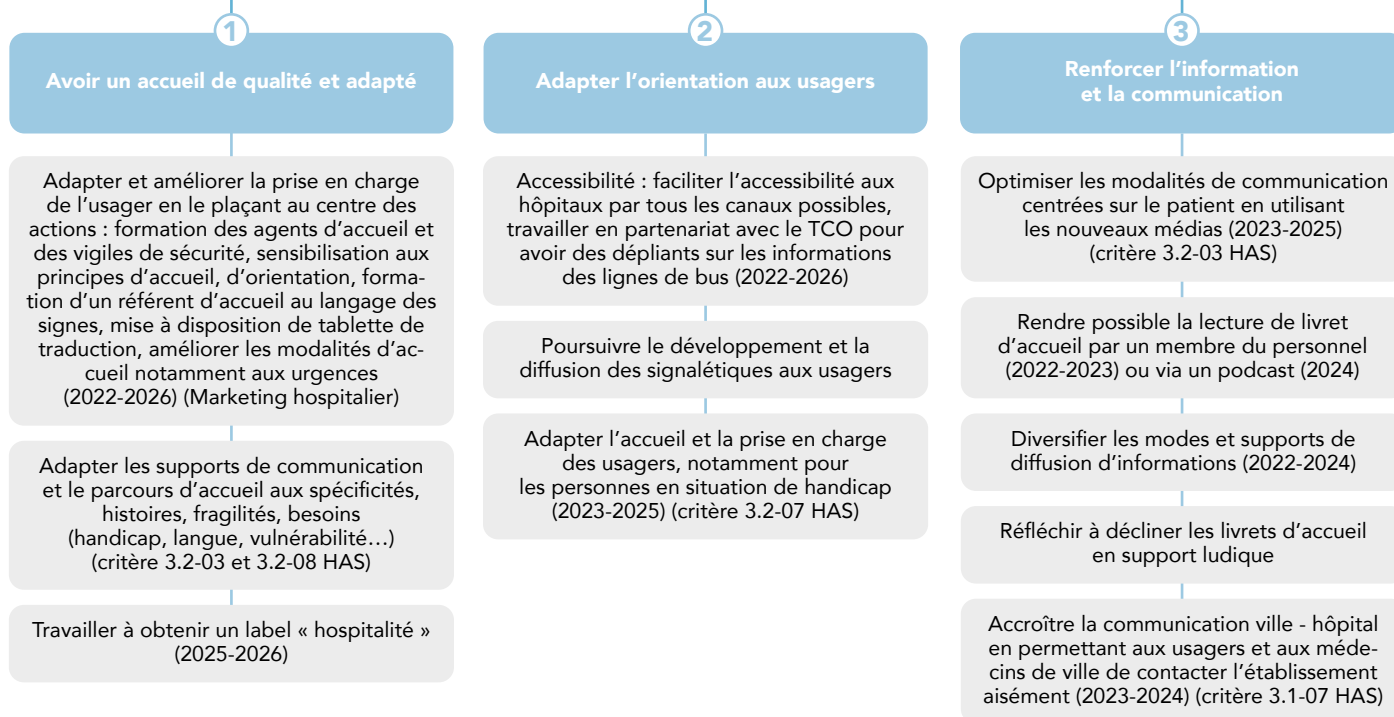 1
Avoir un accueil de qualité et adapté
Adapter et améliorer la prise en charge
de l'usager en le plaçant au centre des
actions : formation des agents d'accueil et
des vigiles de sécurité, sensibilisation aux
principes d'accueil, d'orientation, forma-
tion d'un référent d'accueil au langage des
signes, mise à disposition de tablette de
traduction, améliorer les modalités d'ac-
cueil notamment aux urgences
(2022-2026) (Marketing hospitalier)
Adapter les supports de communication
et le parcours d'accueil aux spécificités,
histoires, fragilités, besoins
(handicap, langue, vulnérabilité…)
(critère 3.2-03 et 3.2-08 HAS)
Travailler à obtenir un label « hospitalité »
(2025-2026)
2
Adapter l'orientation aux usagers
Accessibilité : faciliter l'accessibilité aux
hôpitaux par tous les canaux possibles,
travailler en partenariat avec le TCO pour
avoir des dépliants sur les informations
des lignes de bus (2022-2026)
Poursuivre le développement et la
diffusion des signalétiques aux usagers
Adapter l'accueil et la prise en charge
des usagers, notamment pour
les personnes en situation de handicap
(2023-2025) (critère 3.2-07 HAS)
3
Renforcer l'information
et la communication
Optimiser les modalités de communication
centrées sur le patient en utilisant
les nouveaux médias (2023-2025)
(critère 3.2-03 HAS)
Rendre possible la lecture de livret
d'accueil par un membre du personnel
(2022-2023) ou via un podcast (2024)
Diversifier les modes et supports de
diffusion d'informations (2022-2024)
Réfléchir à décliner les livrets d'accueil
en support ludique
Accroître la communication ville - hôpital
en permettant aux usagers et aux méde-
cins de ville de contacter l'établissement
aisément (2023-2024) (critère 3.1-07 HAS)